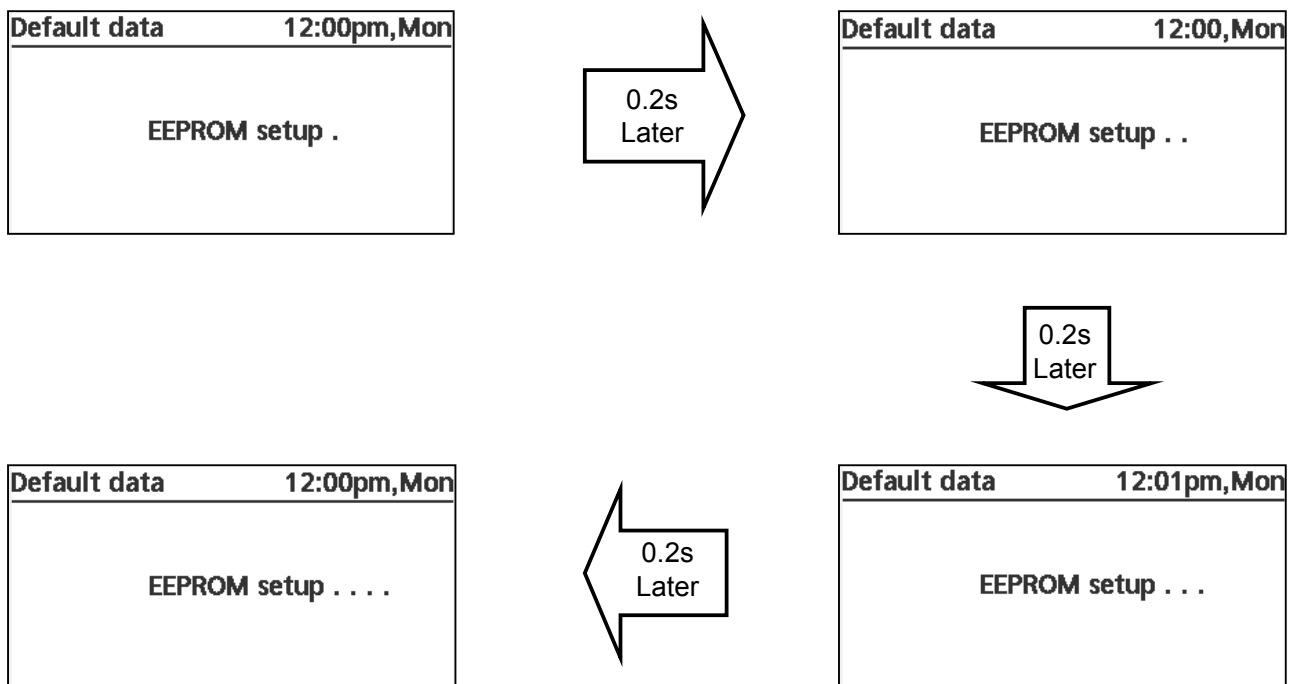 Default data 12:00pm,Mon
EEPROM setup .
0.2s
Later
Default data 12:00,Mon
EEPROM setup . .
0.2s
Later
Default data 12:01pm,Mon
EEPROM setup . . .
0.2s
Later
Default data 12:00pm,Mon
EEPROM setup . . . .